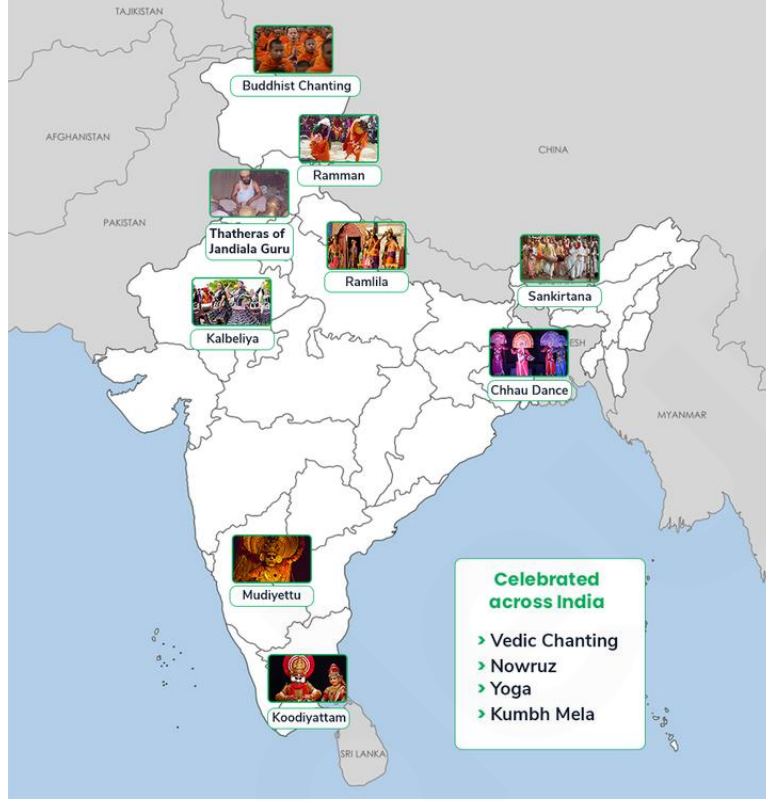 TAJIKISTAN
Buddhist Chanting
AFGHANISTAN
CHINA
Ramman
PAKISTAN
Thatheras of
Jandiala Guru
Ramlila
Sankirtana
Kalbeliya
ESH
Chhau Dance
MYANMAR
Mudiyettu
Koodiyattam
SRI LANKA
Celebrated
across India
> Vedic Chanting
> Nowruz
> Yoga
> Kumbh Mela